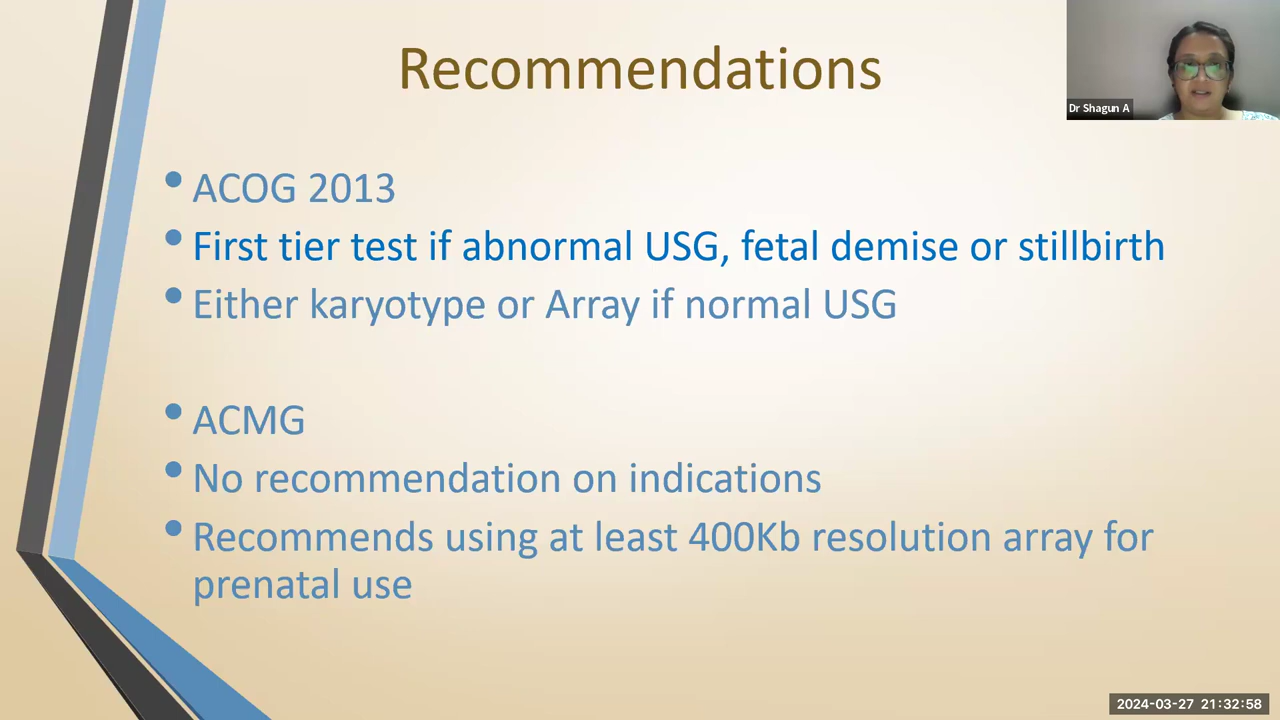 Recommendations
Dr Shagun A
• ACOG 2013
• First tier test if abnormal USG, fetal demise or stillbirth
• Either karyotype or Array if normal USG
• ACMG
• No recommendation on indications
• Recommends using at least 400Kb resolution array for
prenatal use
2024-03-27 21:32:58